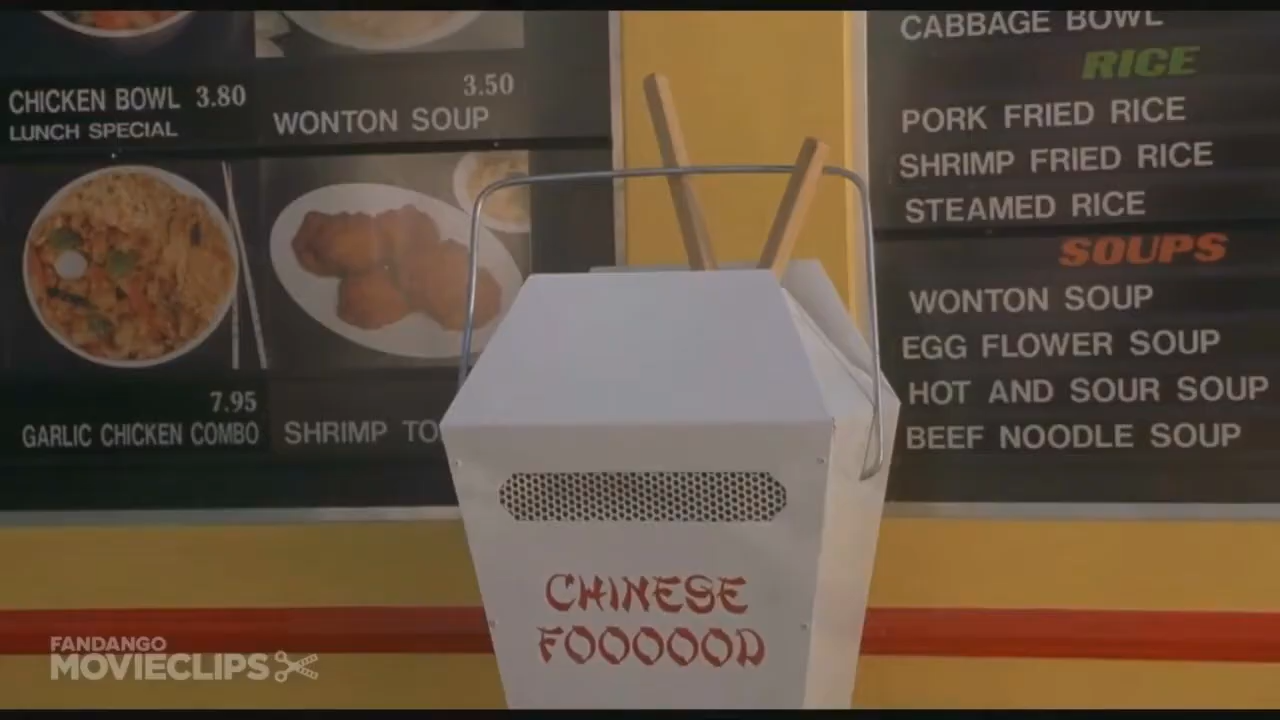 CHICKEN BOWL 3.80
LUNCH SPECIAL
3.50
WONTON SOUP
7.95
GARLIC CHICKEN COMBO
SHRIMP
CABBAGE BOWL
RICE
PORK FRIED RICE
SHRIMP FRIED RICE
STEAMED RICE
SOUPS
WONTON SOUP
EGG FLOWER SOUP
HOT AND SOUR SOUP
BEEF NOODLE SOUP
CHINESE
FOOOOOD
FANDANGO
MOVIECLIPS